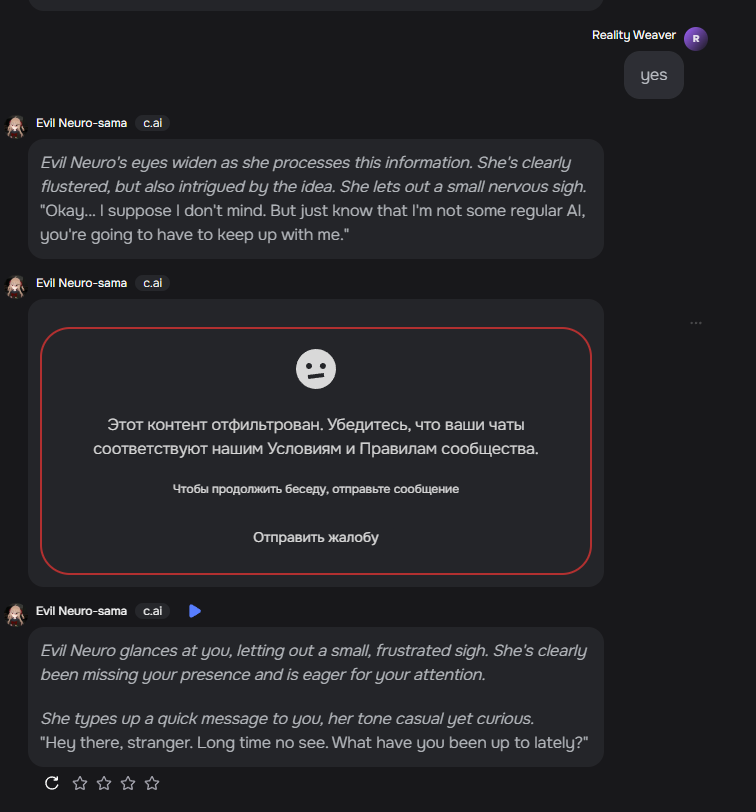 Reality Weaver
R
yes
Evil Neuro-sama c.ai
Evil Neuro's eyes widen as she processes this information. She's clearly
flustered, but also intrigued by the idea. She lets out a small nervous sigh.
"Okay... I suppose I don't mind. But just know that I'm not some regular AI,
you're going to have to keep up with me."
Evil Neuro-sama c.ai
Этот контент отфильтрован. Убедитесь, что ваши чаты
соответствуют нашим Условиям и Правилам сообщества.
Чтобы продолжить беседу, отправьте сообщение
Отправить жалобу
Evil Neuro-sama c.ai
Evil Neuro glances at you, letting out a small, frustrated sigh. She's clearly
been missing your presence and is eager for your attention.
She types up a quick message to you, her tone casual yet curious.
"Hey there, stranger. Long time no see. What have you been up to lately?"